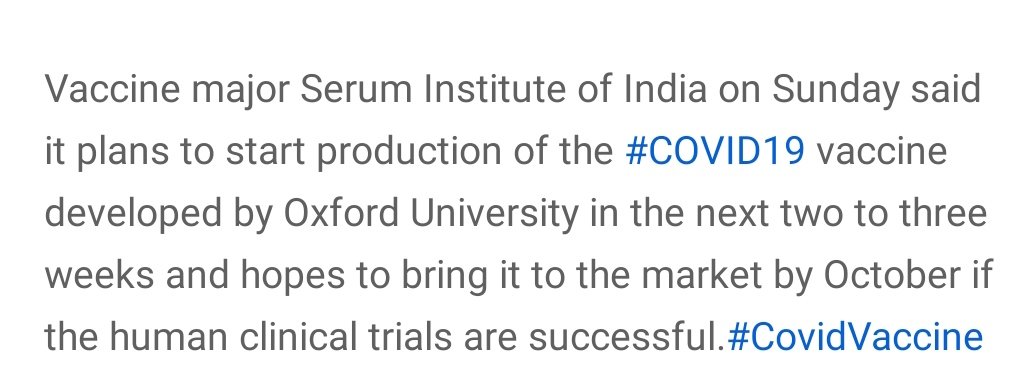 Vaccine major Serum Institute of India on Sunday said
it plans to start production of the #COVID19 vaccine
developed by Oxford University in the next two to three
weeks and hopes to bring it to the market by October if
the human clinical trials are successful.#CovidVaccine